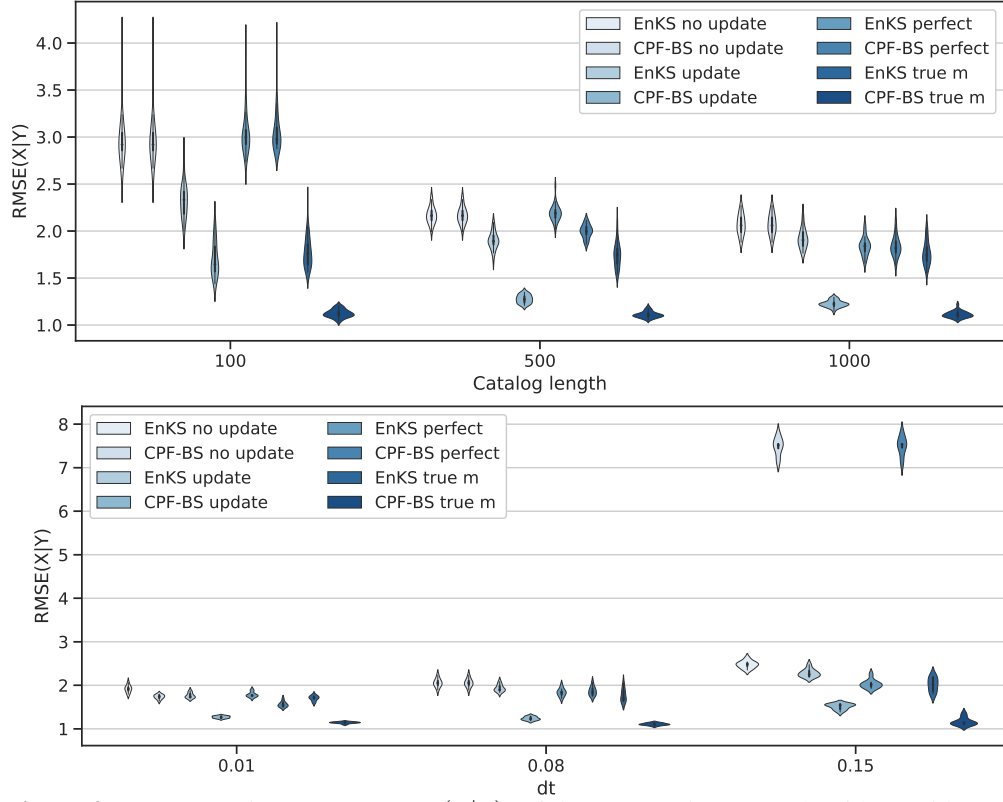 4.0
3.5
3.0
2.5
2.0
1.5
1.0
RMSE(X|Y)
EnKS no update
CPF-BS no update
EnKS update
CPF-BS update
EnKS perfect
CPF-BS perfect
EnKS true m
CPF-BS true m
100
500
1000
Catalog length
8
7
6
5
4
3
2
1
RMSE(X|Y)
EnKS no update
CPF-BS no update
EnKS update
CPF-BS update
EnKS perfect
CPF-BS perfect
EnKS true m
CPF-BS true m
0.01
0.08
0.15
dt